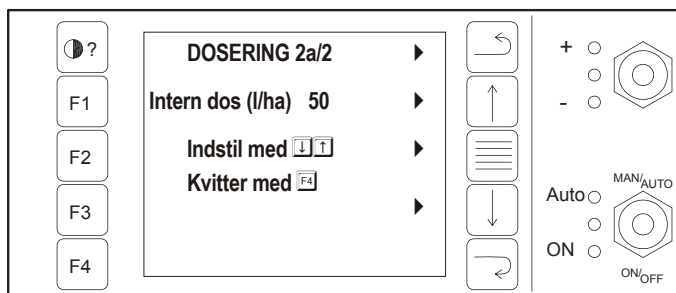 ?
F1
F2
F3
F4
DOSERING 2a/2
Intern dos (l/ha) 50
Indstil med ↓↑
Kvitter med F4
+
-
MAN/AUTO
Auto
ON
ON/OFF